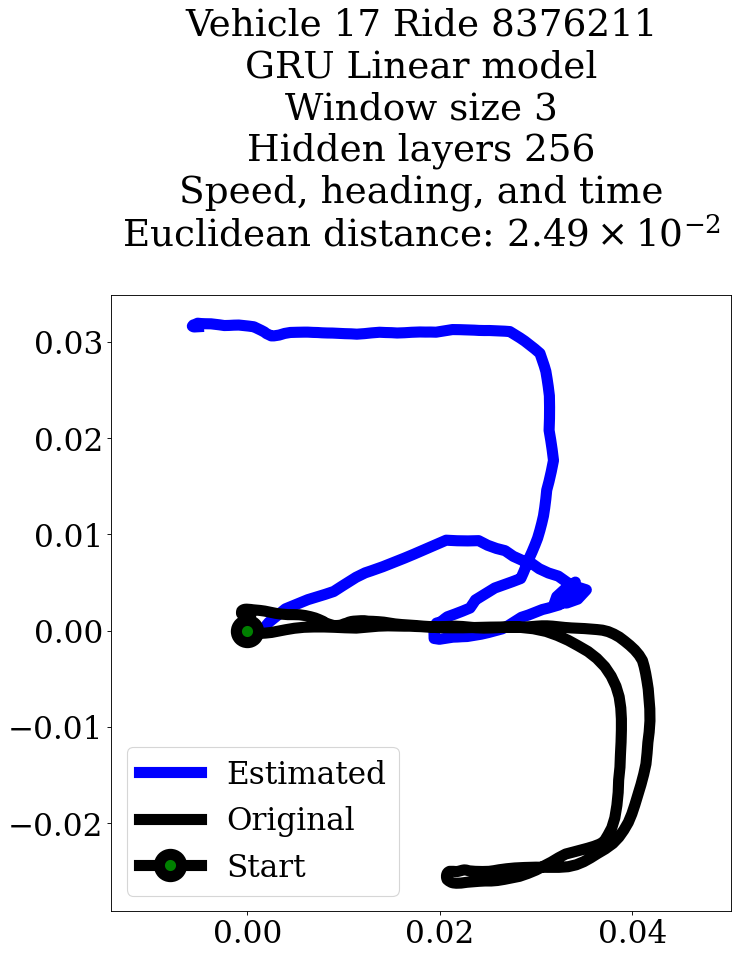 Vehicle 17 Ride 8376211
GRU Linear model
Window size 3
Hidden layers 256
Speed, heading, and time
Euclidean distance: 2.49 × 10⁻²
0.03
0.02
0.01
0.00
−0.01
−0.02
Estimated
Original
Start
0.00 0.02 0.04